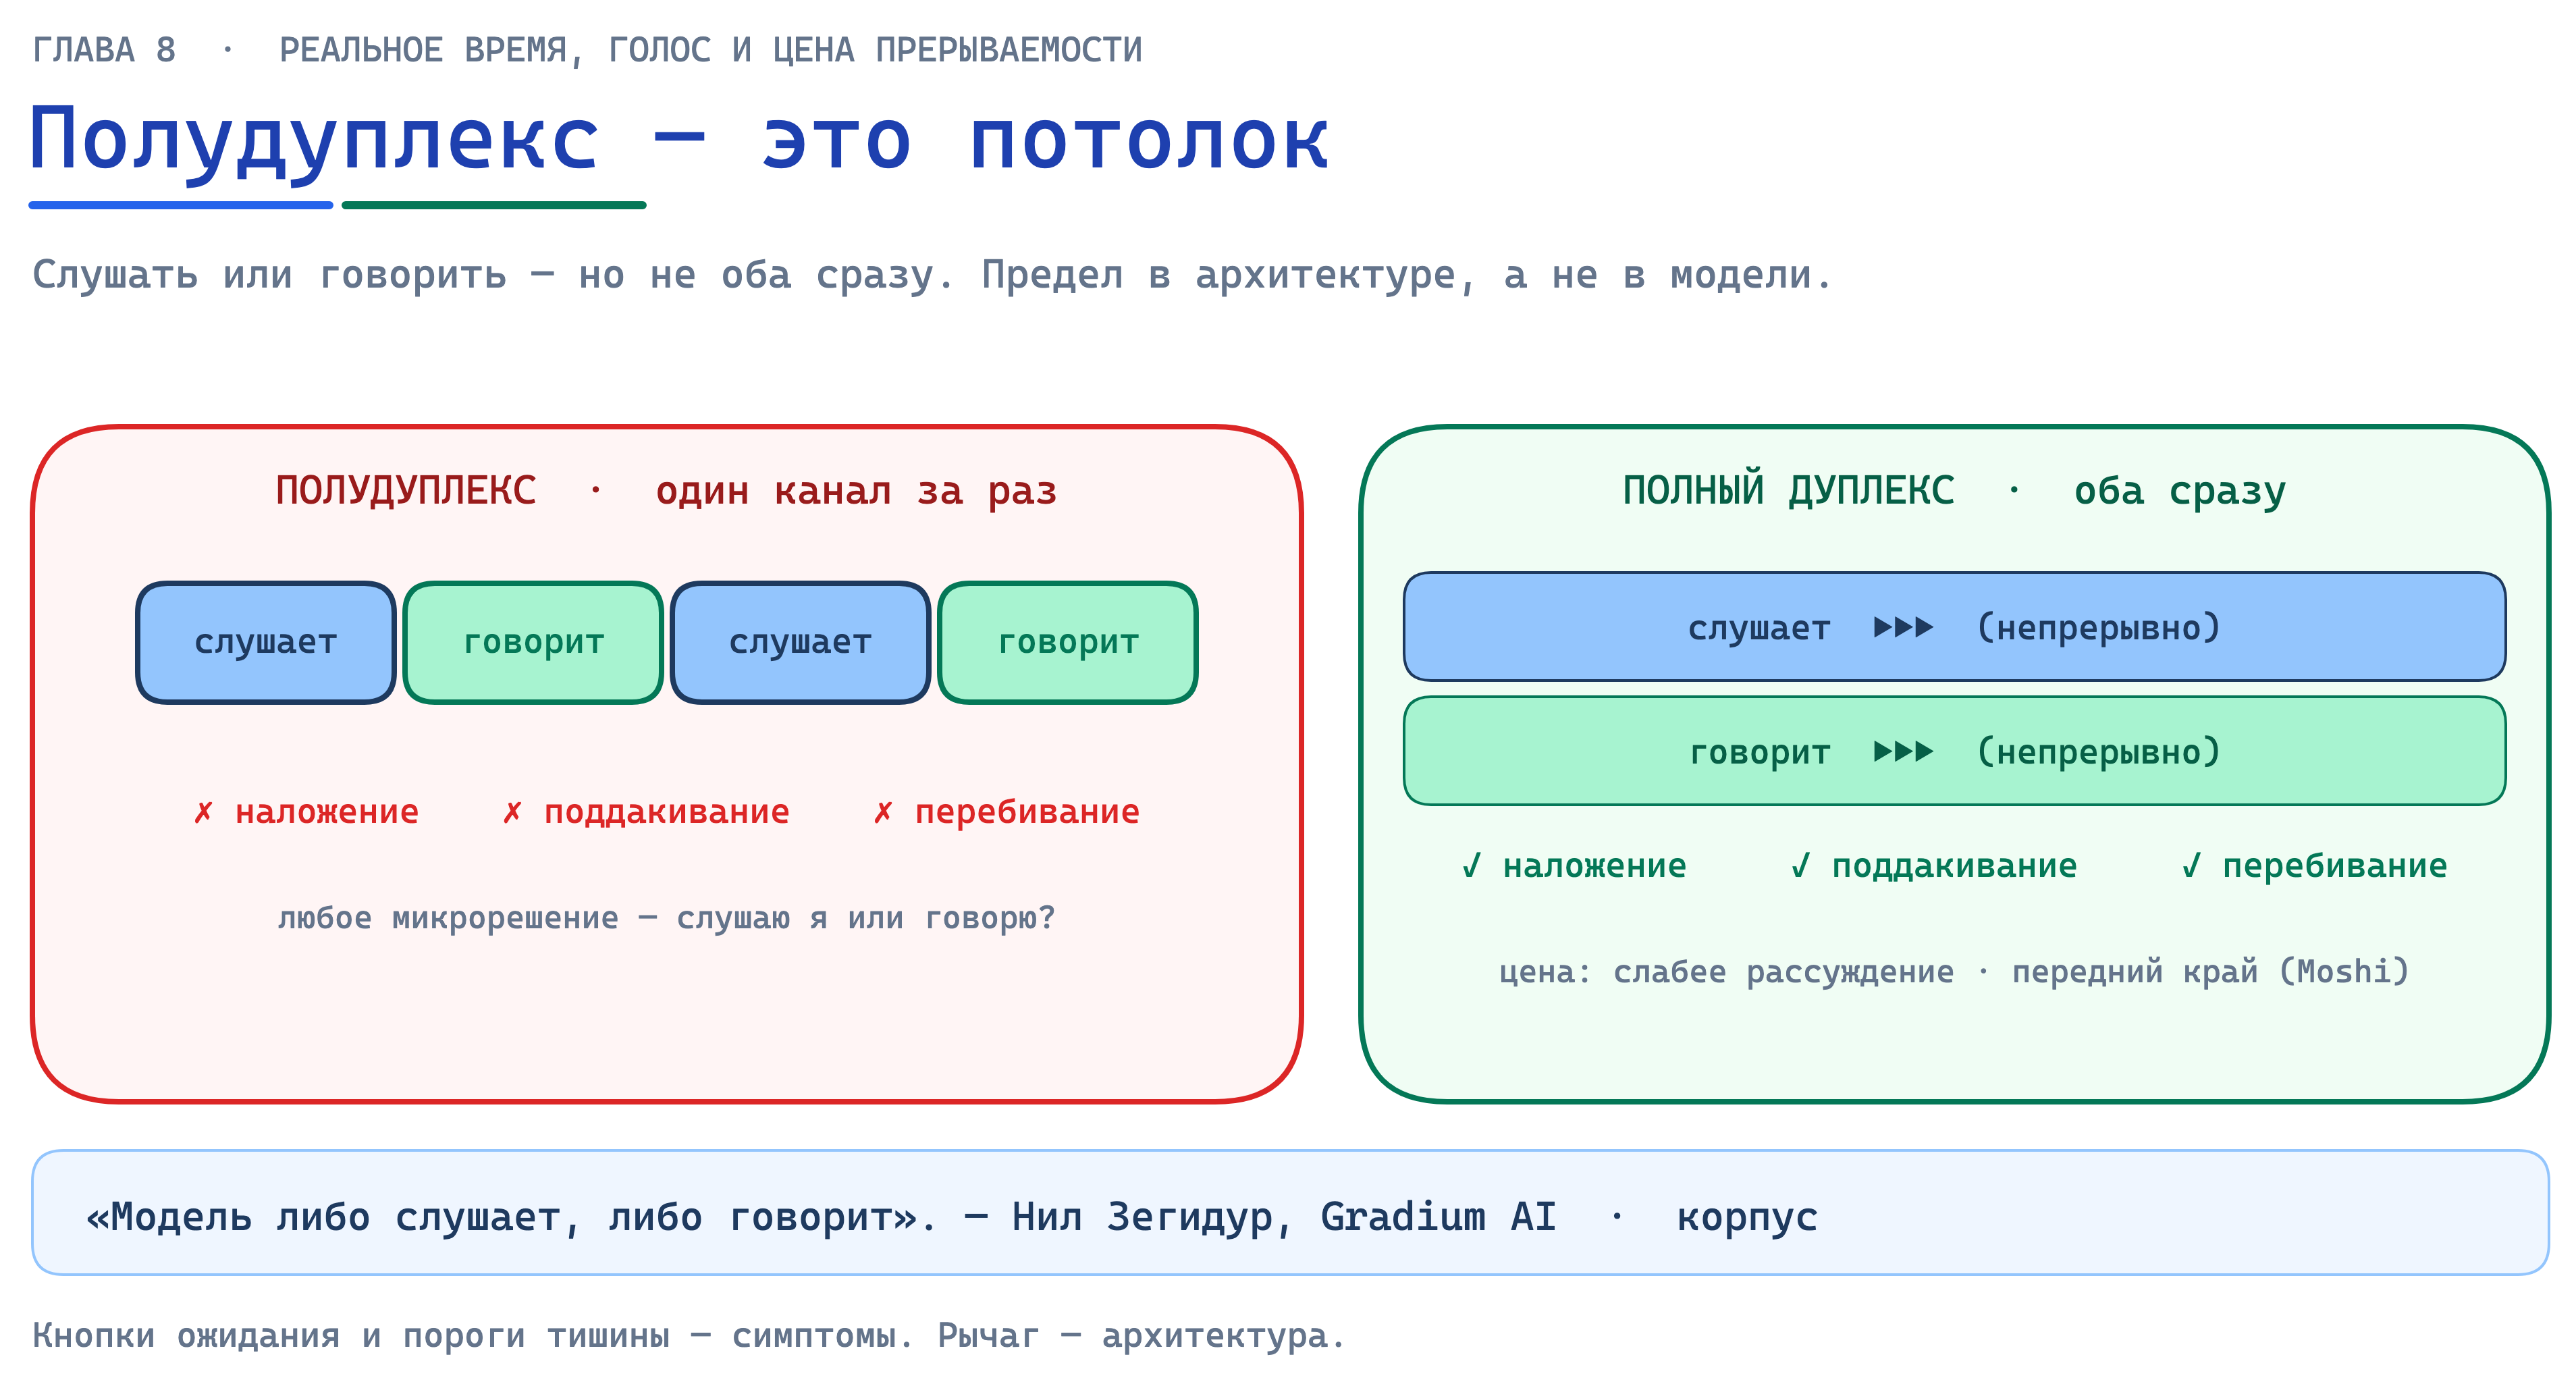 ГЛАВА 8 · РЕАЛЬНОЕ ВРЕМЯ, ГОЛОС И ЦЕНА ПРЕРЫВАЕМОСТИ
Полудуплекс — это потолок
Слушать или говорить — но не оба сразу. Предел в архитектуре, а не в модели.
ПОЛУДУПЛЕКС · один канал за раз
слушает говорит слушает говорит
✗ наложение ✗ поддакивание ✗ перебивание
любое микрорешение — слушаю я или говорю?
ПОЛНЫЙ ДУПЛЕКС · оба сразу
слушает ▶▶▶ (непрерывно)
говорит ▶▶▶ (непрерывно)
✓ наложение ✓ поддакивание ✓ перебивание
цена: слабее рассуждение · передний край (Moshi)
«Модель либо слушает, либо говорит». — Нил Зегидур, Gradium AI · корпус
Кнопки ожидания и пороги тишины — симптомы. Рычаг — архитектура.